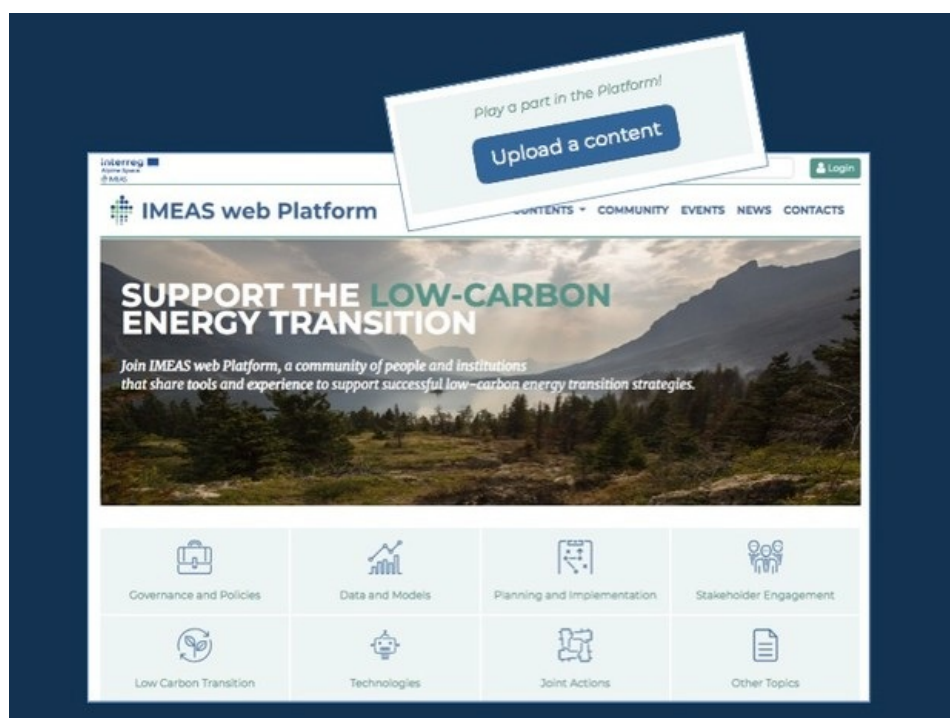 Play a part in the Platform!
Upload a content
Interreg
Alpine Space
IMEAS
Login
IMEAS web Platform
CONTENTS
COMMUNITY
EVENTS
NEWS
CONTACTS
SUPPORT THE LOW-CARBON
ENERGY TRANSITION
Join IMEAS web Platform, a community of people and institutions
that share tools and experience to support successful low-carbon energy transition strategies.
Governance and Policies
Data and Models
Planning and Implementation
Stakeholder Engagement
Low Carbon Transition
Technologies
Joint Actions
Other Topics